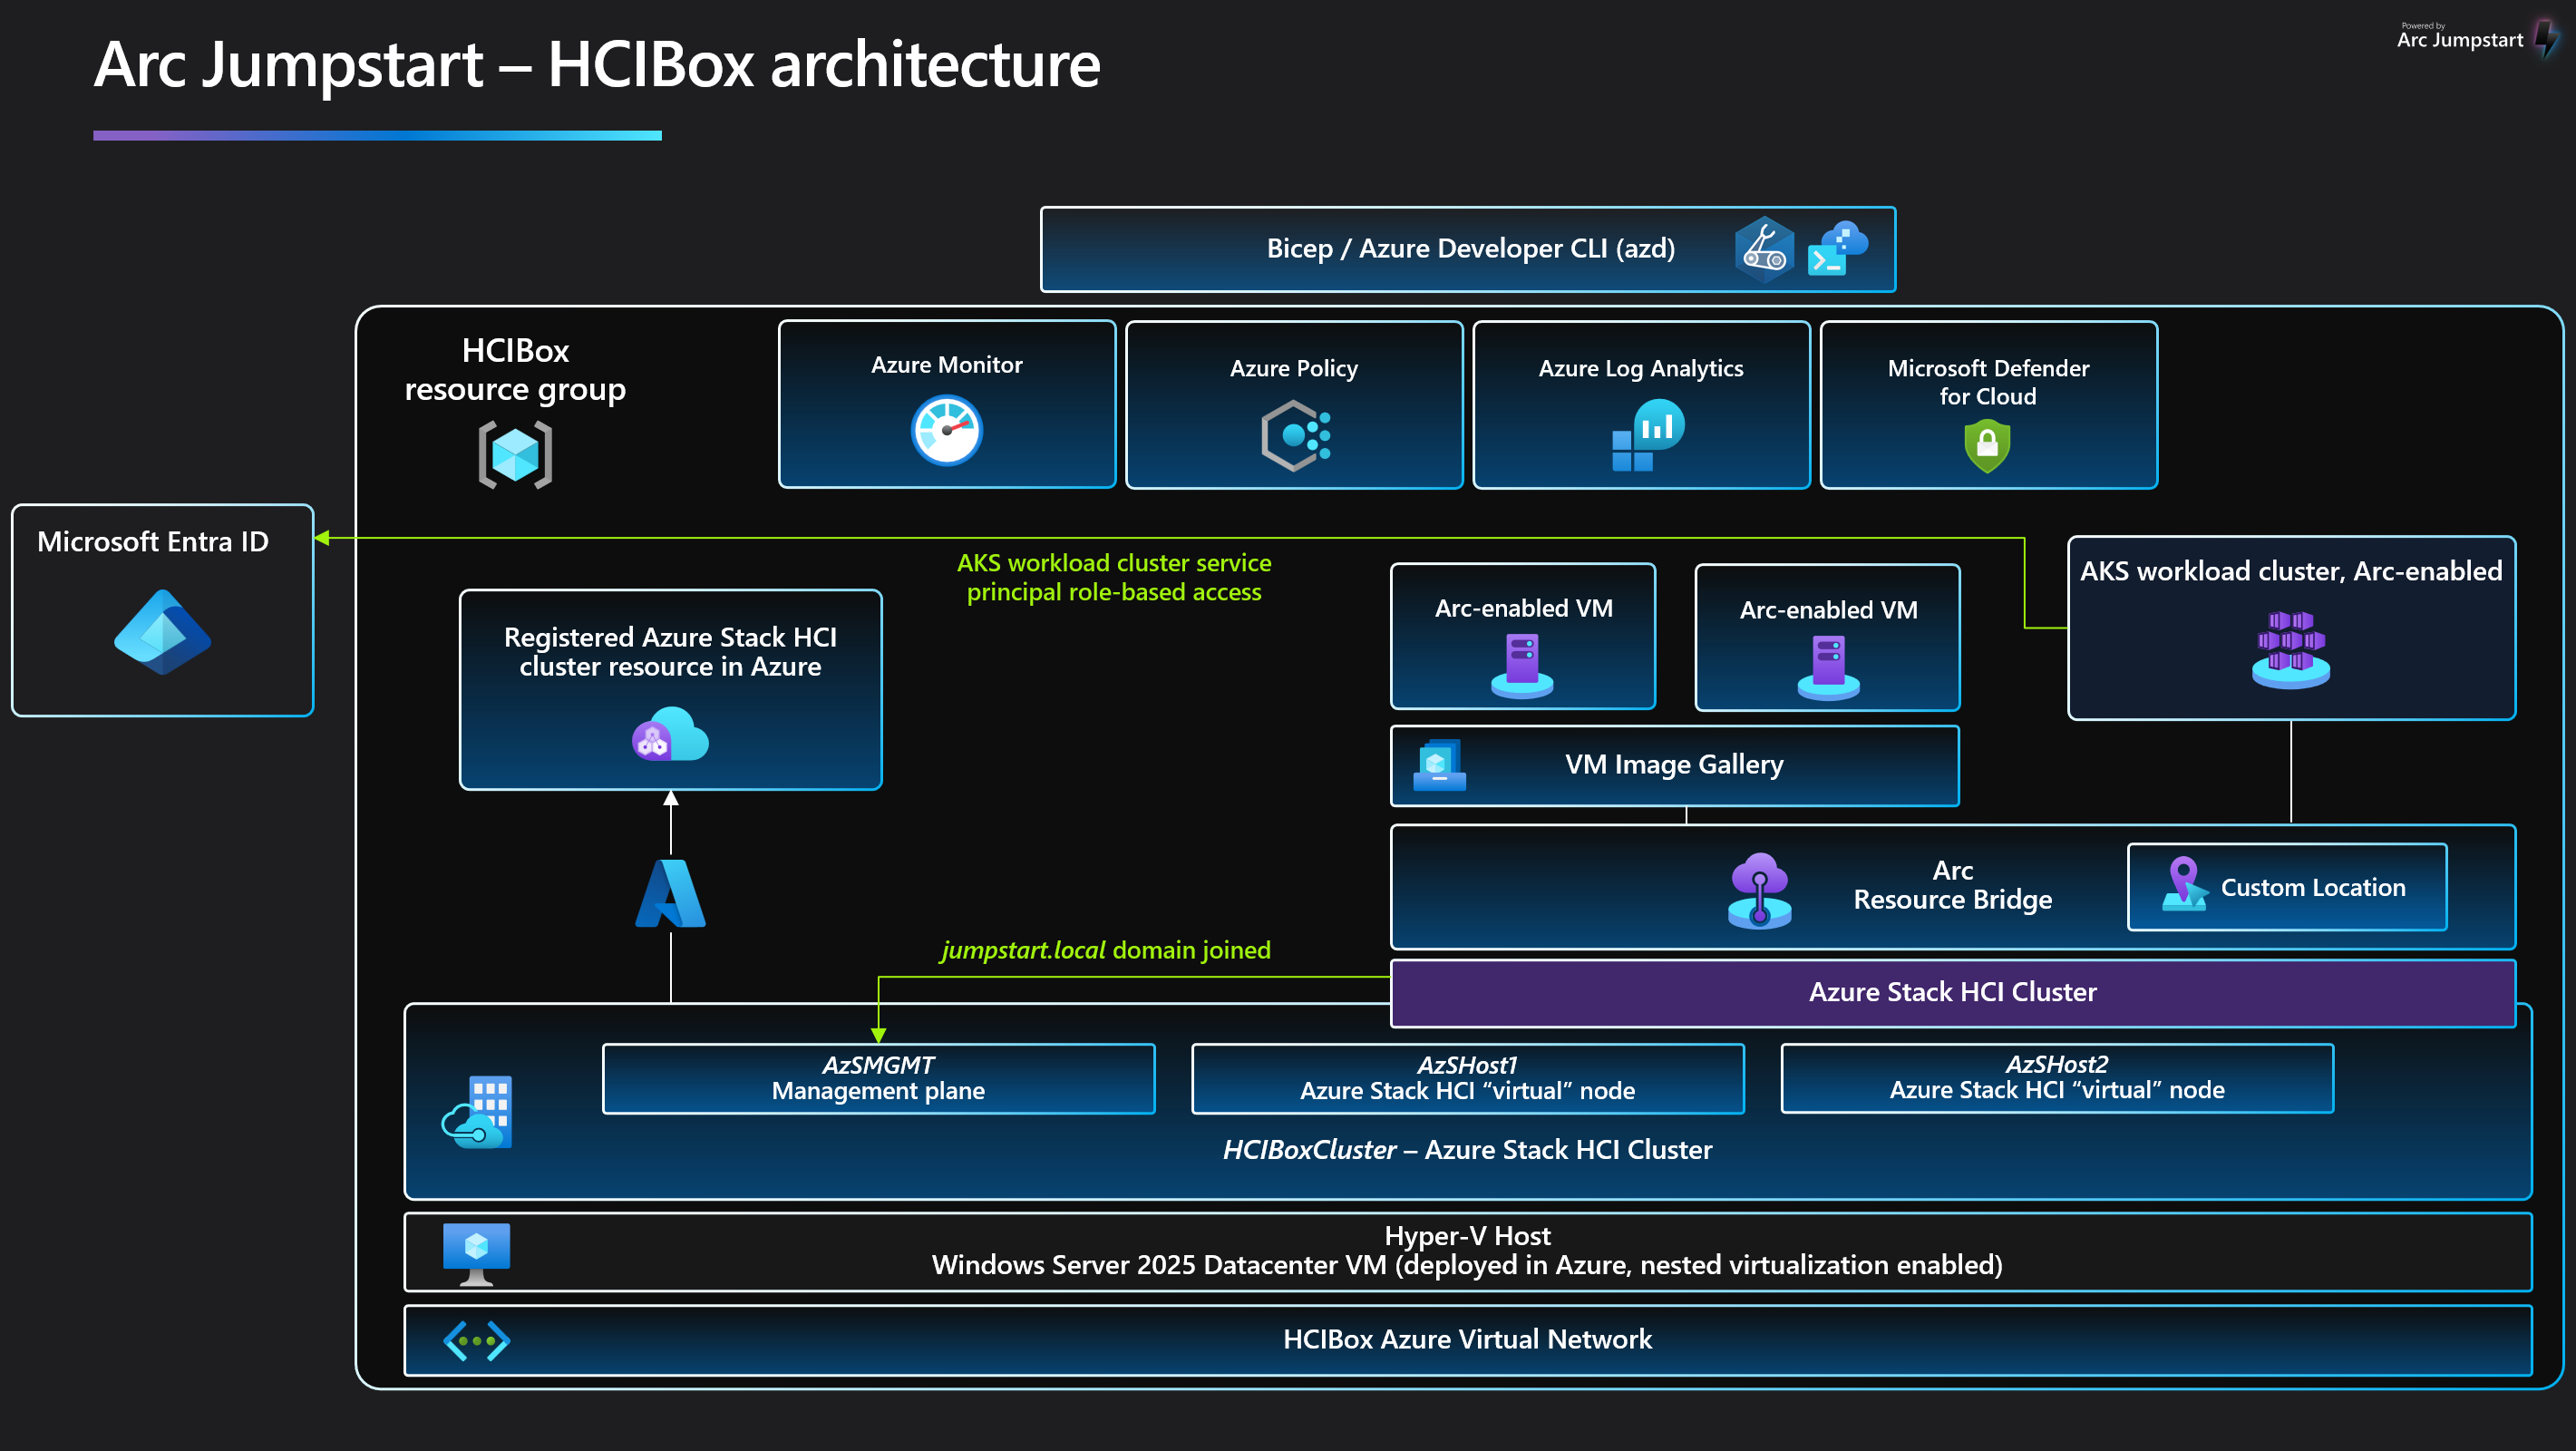 Powered by
Arc Jumpstart
Arc Jumpstart – HCIBox architecture
Bicep / Azure Developer CLI (azd)
HCIBox
resource group
Azure Monitor
Azure Policy
Azure Log Analytics
Microsoft Defender
for Cloud
Microsoft Entra ID
AKS workload cluster service
principal role-based access
AKS workload cluster, Arc-enabled
Registered Azure Stack HCI
cluster resource in Azure
Arc-enabled VM
Arc-enabled VM
VM Image Gallery
Arc
Resource Bridge
Custom Location
jumpstart.local domain joined
Azure Stack HCI Cluster
AzSMGMT
Management plane
AzSHost1
Azure Stack HCI “virtual” node
AzSHost2
Azure Stack HCI “virtual” node
HCIBoxCluster – Azure Stack HCI Cluster
Hyper-V Host
Windows Server 2025 Datacenter VM (deployed in Azure, nested virtualization enabled)
HCIBox Azure Virtual Network